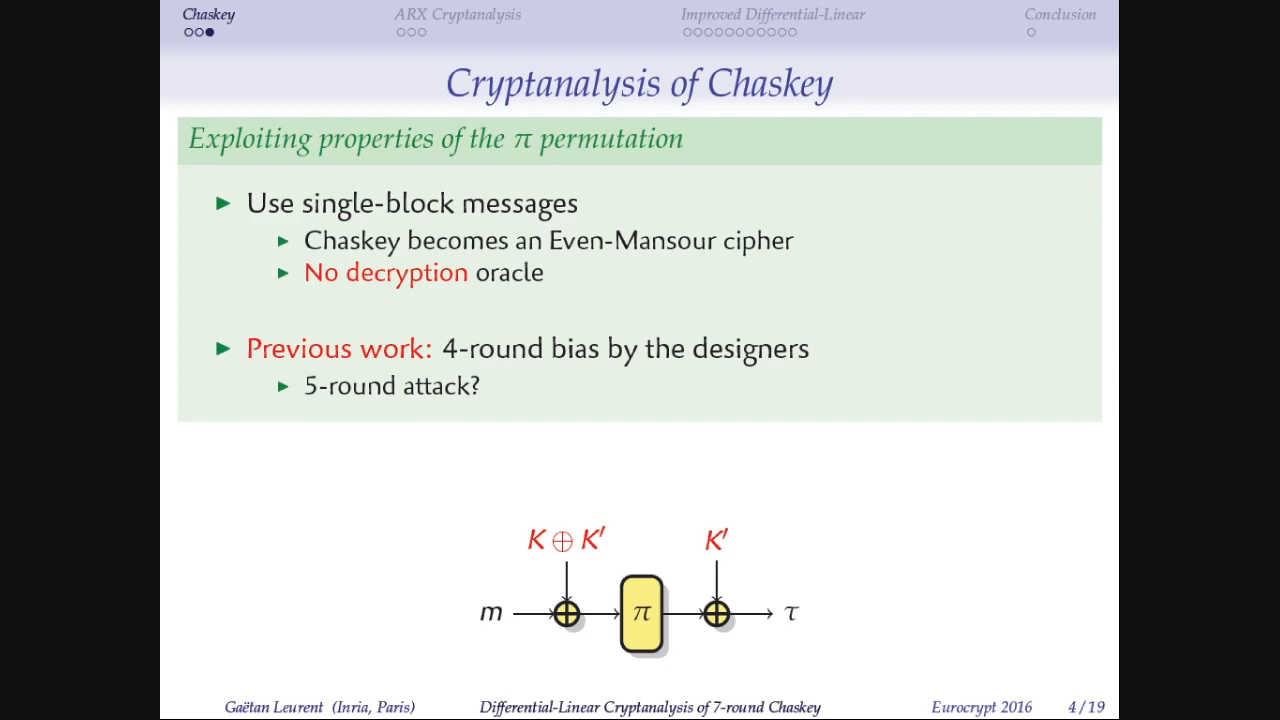 Chaskey ARX Cryptanalysis Improved Differential-Linear Conclusion
Cryptanalysis of Chaskey
Exploiting properties of the π permutation
Use single-block messages
Chaskey becomes an Even-Mansour cipher
No decryption oracle
Previous work: 4-round bias by the designers
5-round attack?
K ⊕ K′ K′
m π τ
Gaëtan Leurent (Inria, Paris) Differential-Linear Cryptanalysis of 7-round Chaskey Eurocrypt 2016 4 / 19